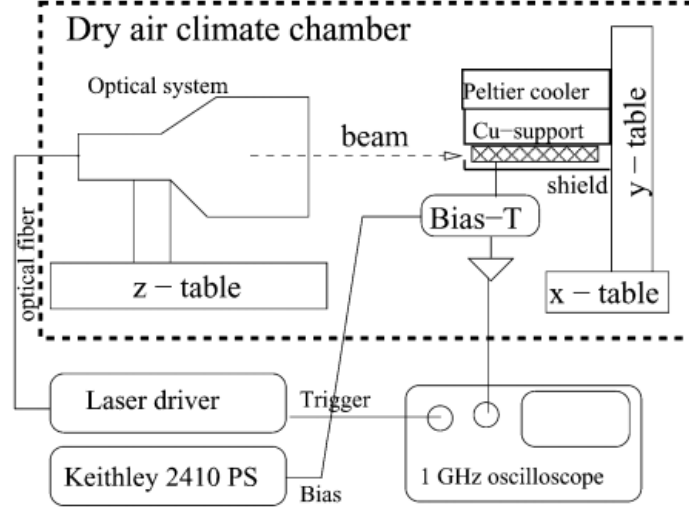 Dry air climate chamber
Optical system
Peltier cooler
Cu−support
beam
shield
y − table
Bias−T
optical fiber
z − table
x − table
Laser driver
Trigger
Keithley 2410 PS
Bias
1 GHz oscilloscope